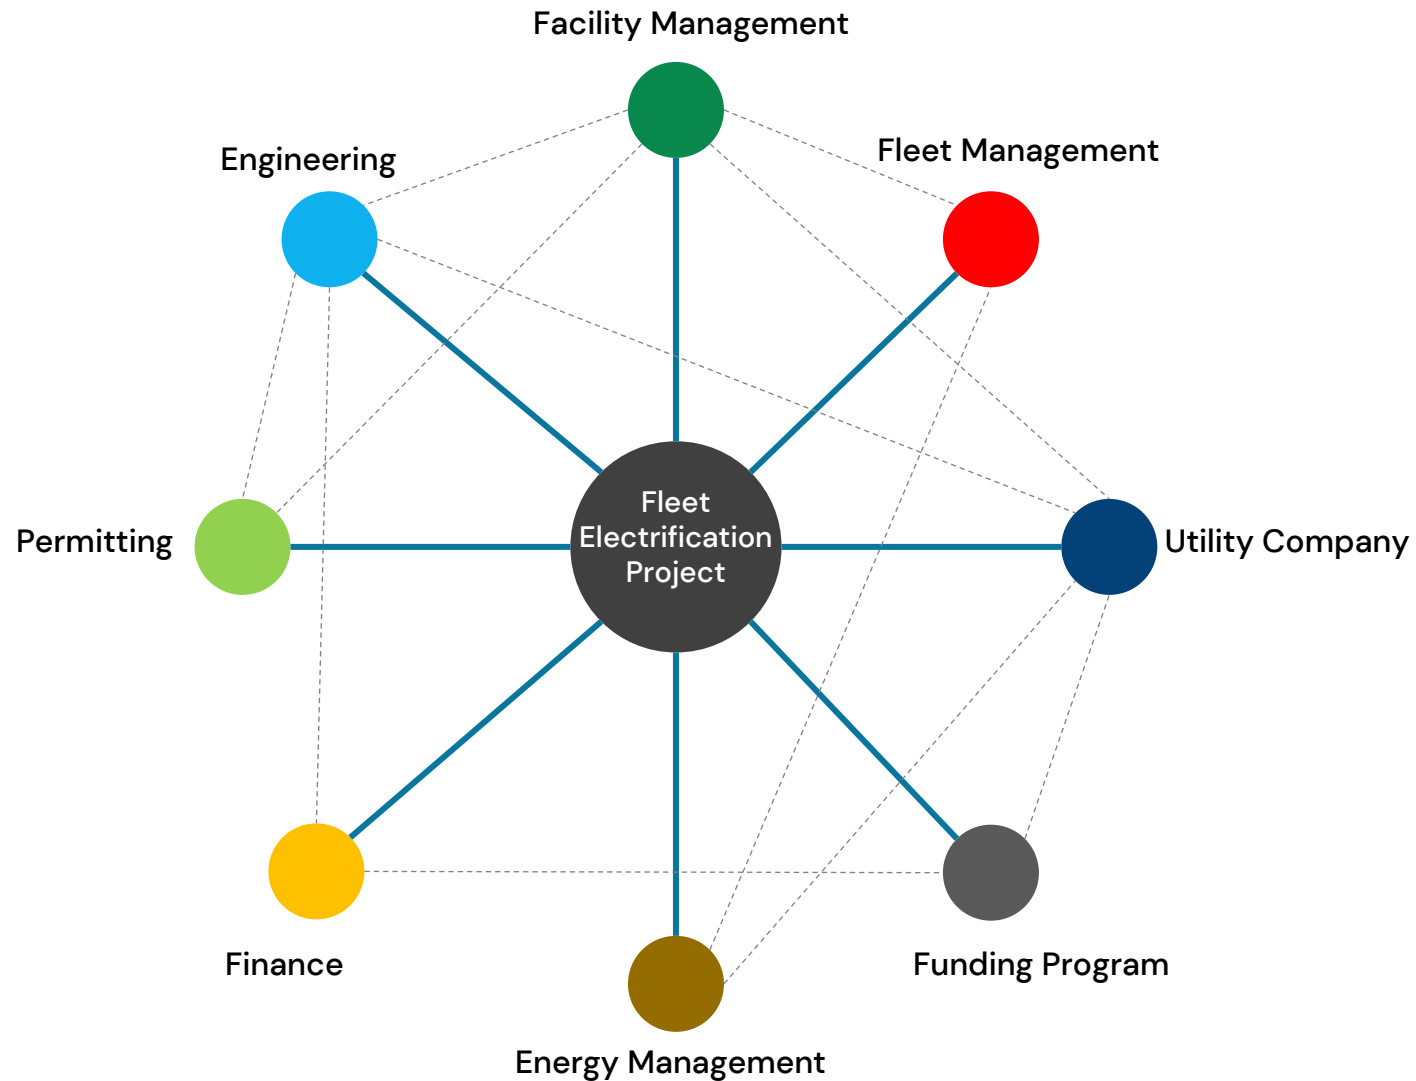 Facility Management
Fleet Management
Engineering
Fleet
Electrification
Project
Permitting
Utility Company
Finance
Funding Program
Energy Management